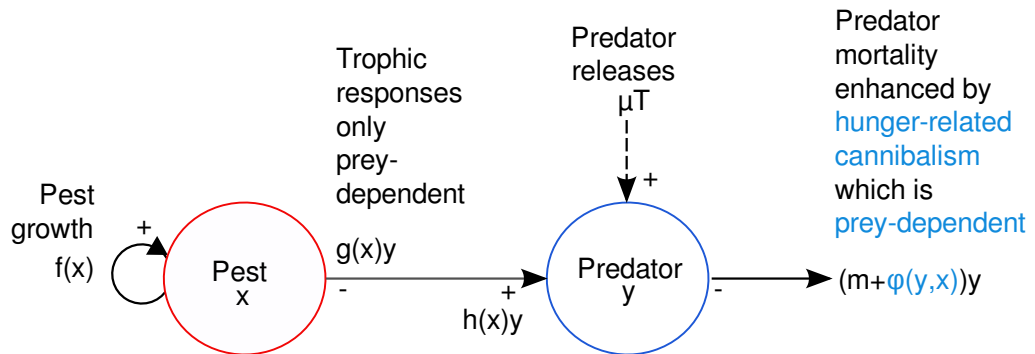 Pest
growth
+
f(x)
Pest
x
Trophic
responses
only
prey-
dependent
g(x)y
-
+
h(x)y
Predator
releases
μT
+
Predator
y
-
Predator
mortality
enhanced by
hunger-related
cannibalism
which is
prey-dependent
(m+φ(y,x))y